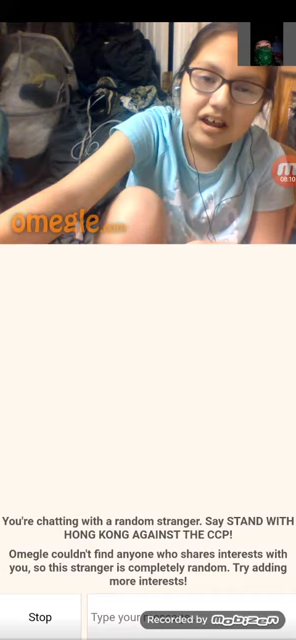 08:10
omegle.com
You're chatting with a random stranger. Say STAND WITH
HONG KONG AGAINST THE CCP!
Omegle couldn't find anyone who shares interests with
you, so this stranger is completely random. Try adding
more interests!
Stop
Type your
Recorded by mobizen